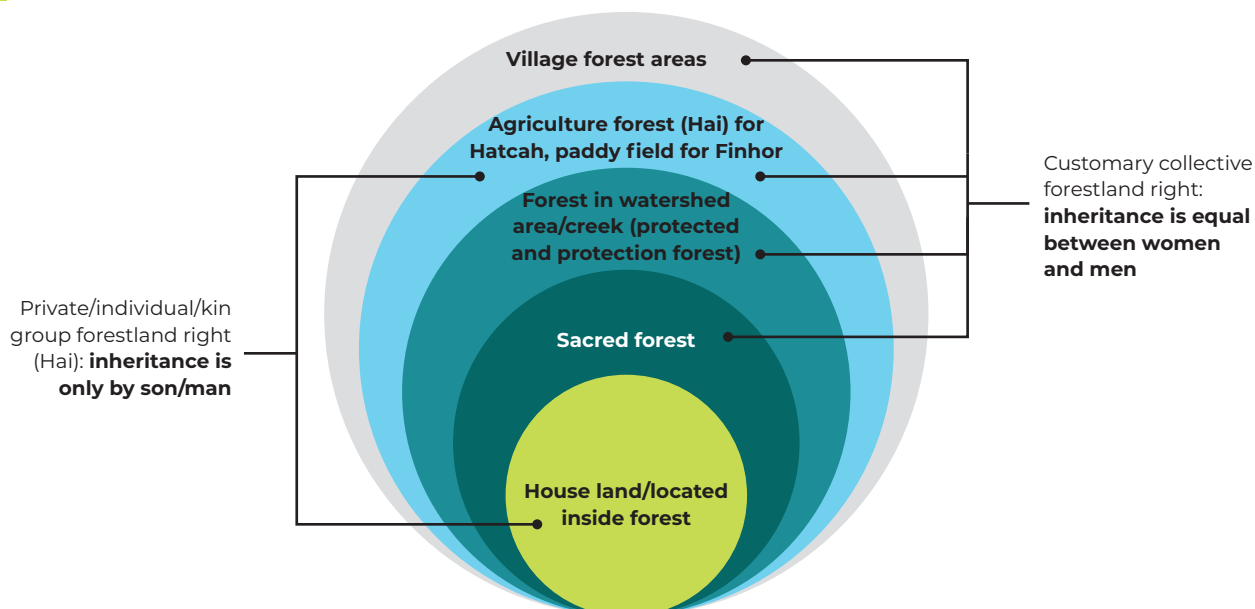 Village forest areas
Agriculture forest (Hai) for
Hatcah, paddy field for Finhor
Forest in watershed
area/creek (protected
and protection forest)
Sacred forest
House land/located
inside forest
Private/individual/kin
group forestland right
(Hai): inheritance is
only by son/man
Customary collective
forestland right:
inheritance is equal
between women
and men